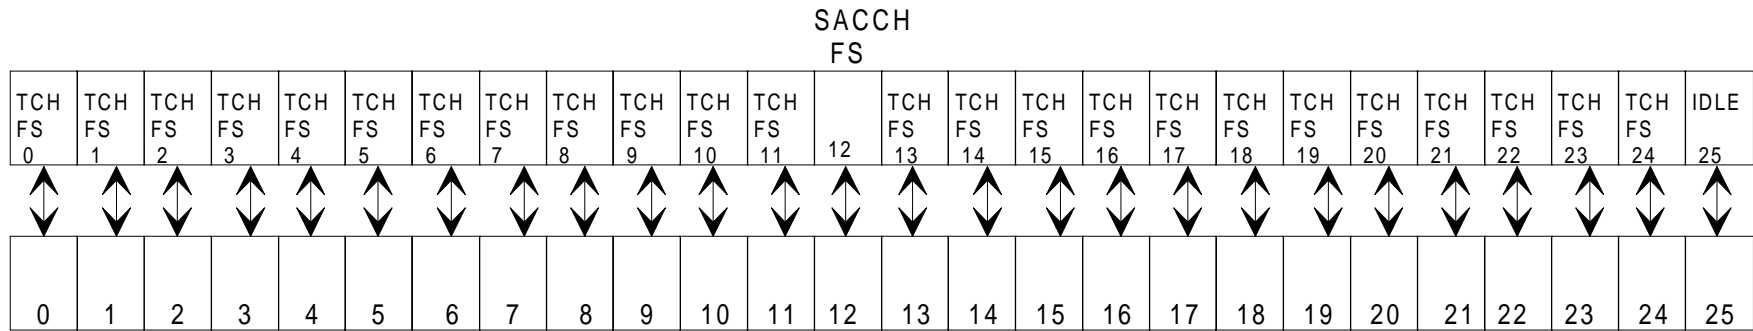 SACCH
FS
TCH TCH TCH TCH TCH TCH TCH TCH TCH TCH TCH TCH TCH TCH TCH TCH TCH TCH TCH TCH TCH TCH TCH TCH IDLE
FS FS FS FS FS FS FS FS FS FS FS FS FS FS FS FS FS FS FS FS FS FS FS FS
0 1 2 3 4 5 6 7 8 9 10 11 12 13 14 15 16 17 18 19 20 21 22 23 24 25
0 1 2 3 4 5 6 7 8 9 10 11 12 13 14 15 16 17 18 19 20 21 22 23 24 25